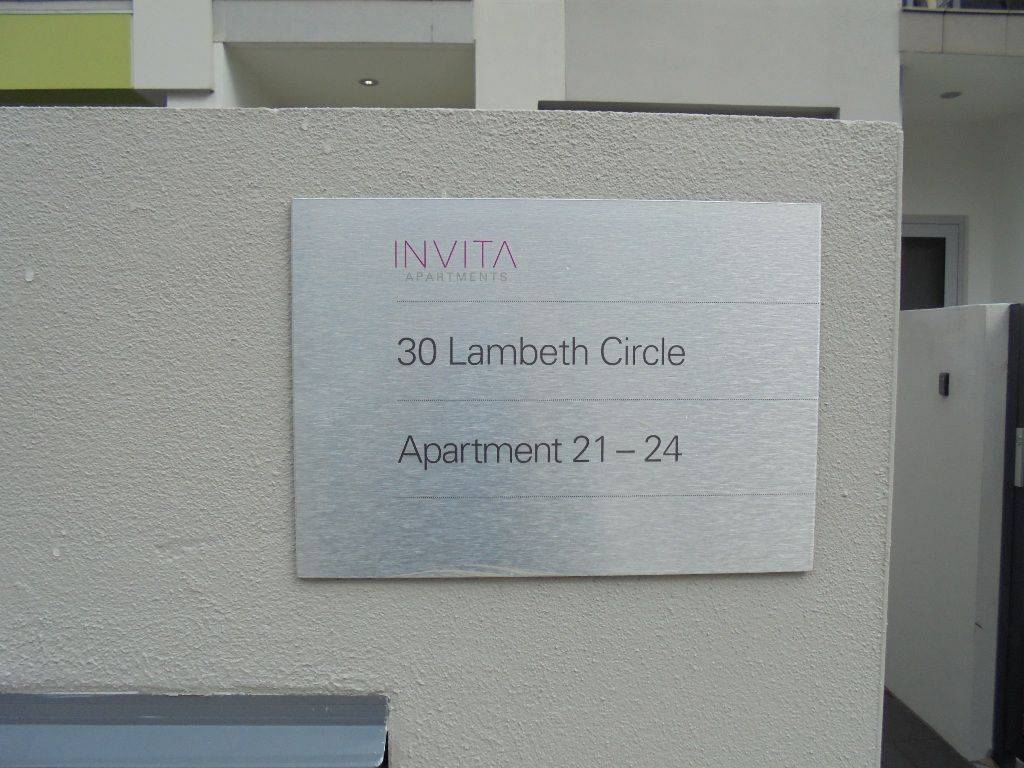 INVITA
APARTMENTS
30 Lambeth Circle
Apartment 21 – 24